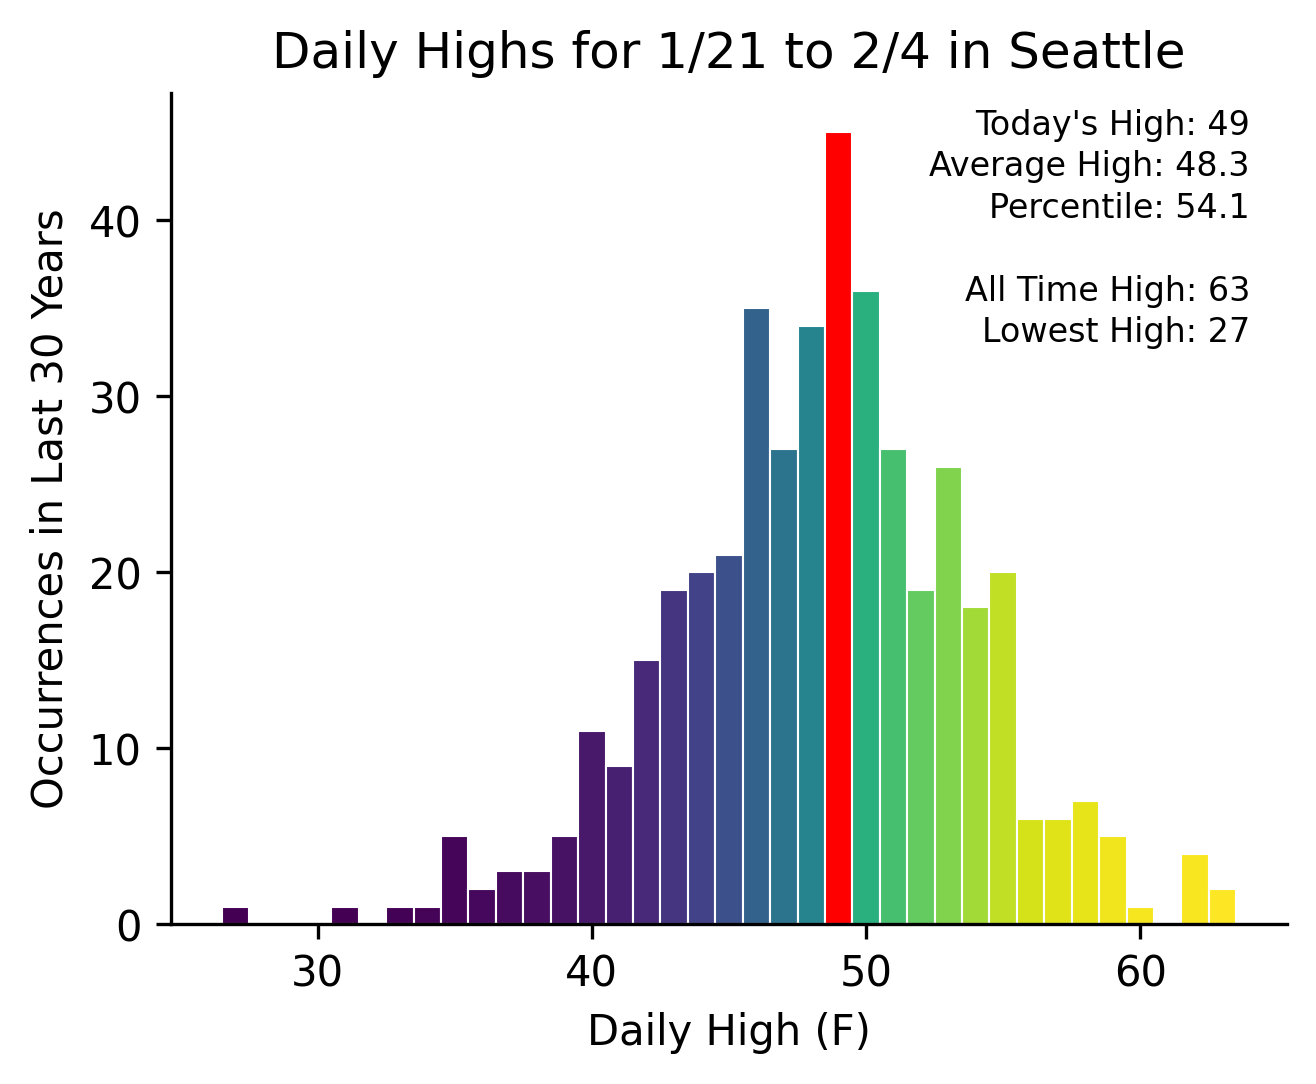 Daily Highs for 1/21 to 2/4 in Seattle
Today's High: 49
Average High: 48.3
Percentile: 54.1
All Time High: 63
Lowest High: 27
Occurrences in Last 30 Years
40
30
20
10
0
30 40 50 60
Daily High (F)